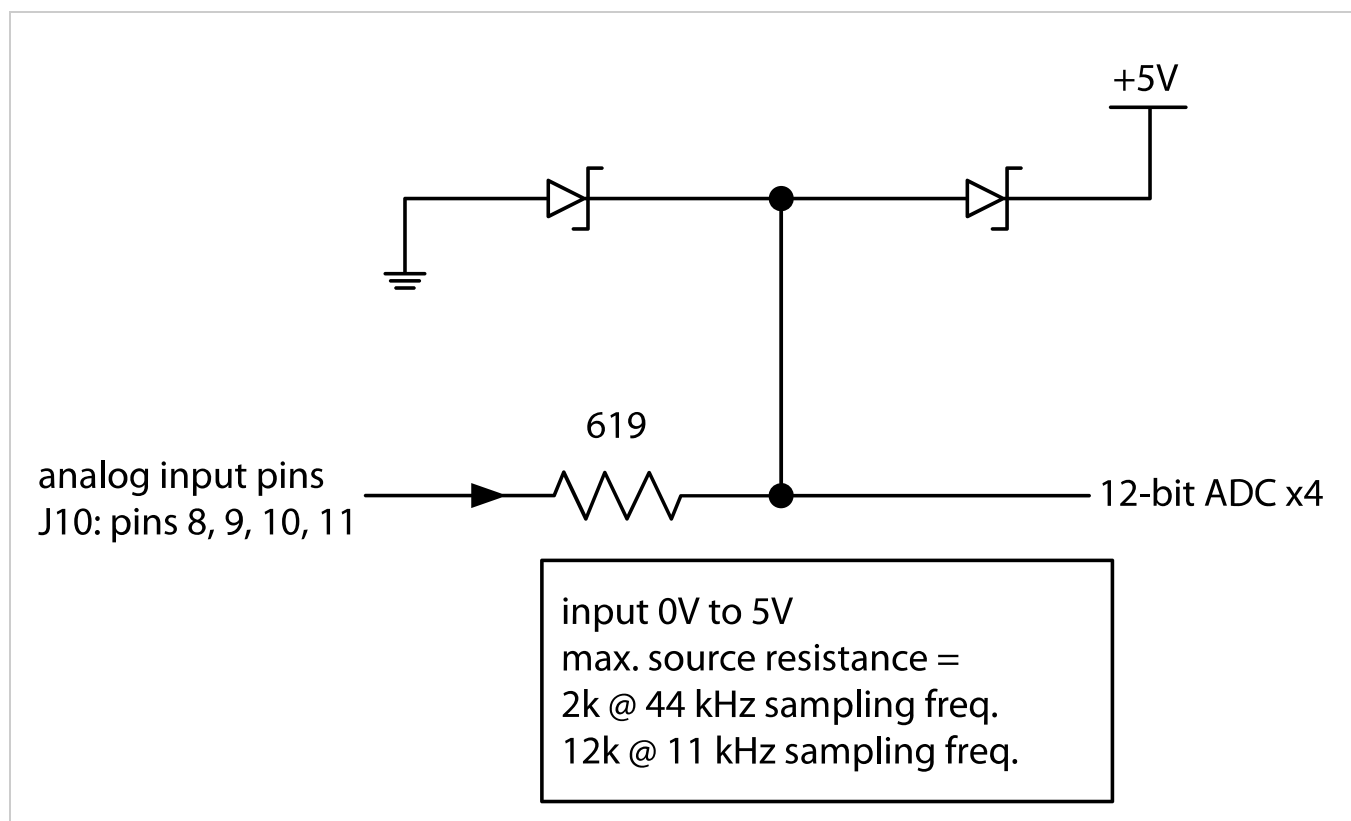 +5V
619
analog input pins
J10: pins 8, 9, 10, 11
12-bit ADC x4
input 0V to 5V
max. source resistance =
2k @ 44 kHz sampling freq.
12k @ 11 kHz sampling freq.